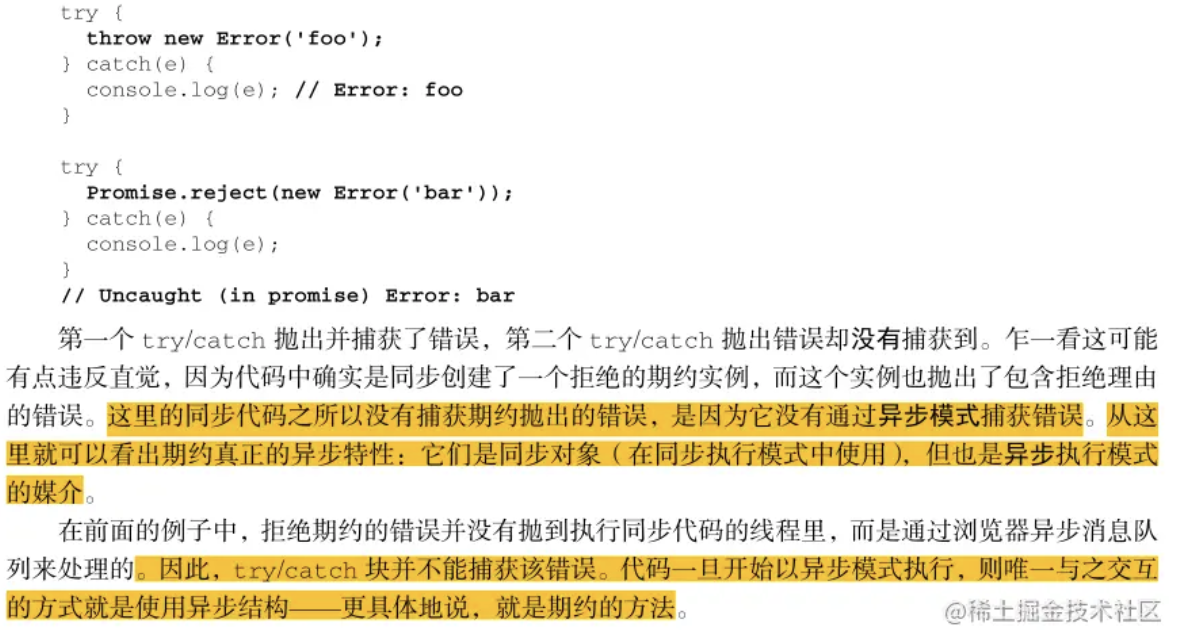 try {
throw new Error('foo');
} catch(e) {
console.log(e); // Error: foo
}
try {
Promise.reject(new Error('bar'));
} catch(e) {
console.log(e);
}
// Uncaught (in promise) Error: bar
第一个 try/catch 抛出并捕获了错误，第二个 try/catch 抛出错误却没有捕获到。乍一看这可能
有点违反直觉，因为代码中确实是同步创建了一个拒绝的期约实例，而这个实例也抛出了包含拒绝理由
的错误。这里的同步代码之所以没有捕获期约抛出的错误，是因为它没有通过异步模式捕获错误。从这
里就可以看出期约真正的异步特性：它们是同步对象（在同步执行模式中使用），但也是异步执行模式
的媒介。
在前面的例子中，拒绝期约的错误并没有抛到执行同步代码的线程里，而是通过浏览器异步消息队
列来处理的。因此，try/catch 块并不能捕获该错误。代码一旦开始以异步模式执行，则唯一与之交互
的方式就是使用异步结构——更具体地说，就是期约的方法。
@稀土掘金技术社区